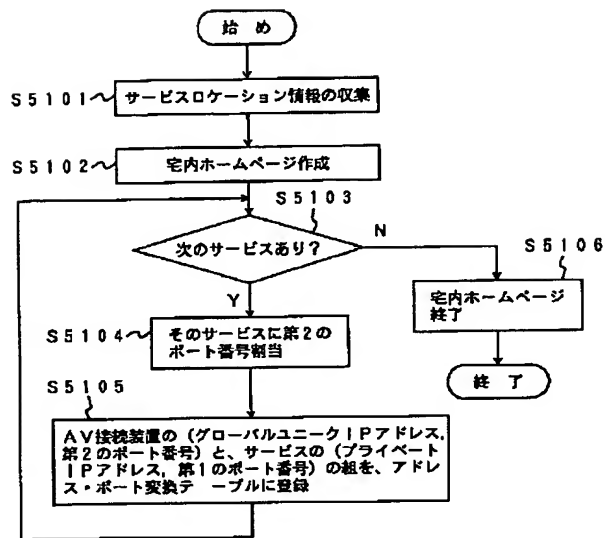 始 め
S5101
サービスロケーション情報の収集
S5102
宅内ホームページ作成
S5103
次のサービスあり?
N
Y
S5106
宅内ホームページ
終了
終 了
S5104
そのサービスに第2の
ポート番号割当
S5105
AV接続装置の(グローバルユニークIPアドレス,
第2のポート番号)と、サービスの(プライベート
IPアドレス,第1のポート番号)の組を、アドレ
ス・ポート変換テ ーブルに登録